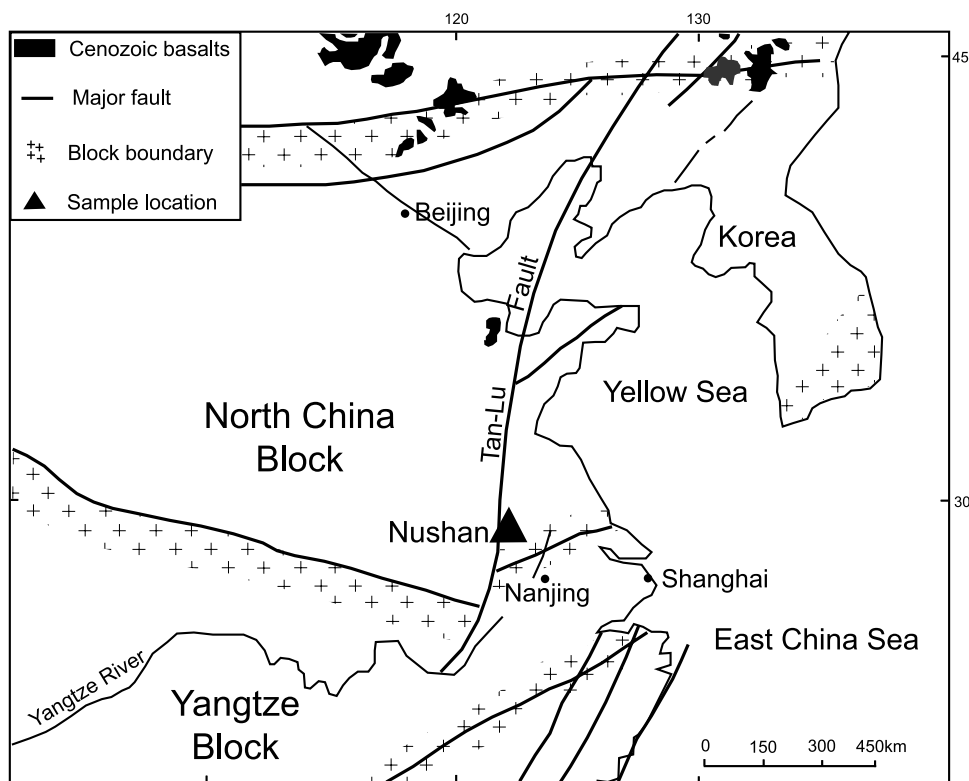 120
130
Cenozoic basalts
Major fault
Block boundary
Sample location
45
Beijing
Korea
Fault
Tan-Lu
Yellow Sea
North China
Block
30
Nushan
Nanjing
Shanghai
East China Sea
Yangtze River
Yangtze
Block
0 150 300 450km